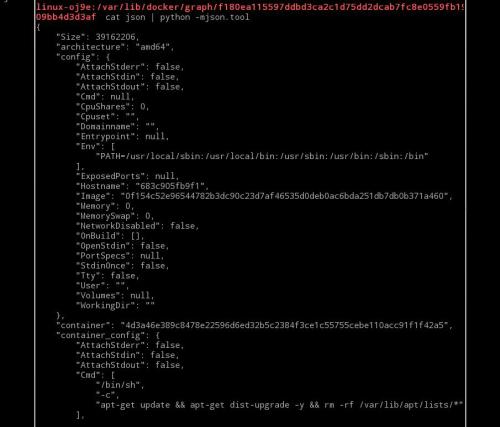 linux-oj9e:/var/lib/docker/graph/f180ea115597ddbd3ca2c1d75dd2dcab7fc8e0559fb15
09bb4d3d3af cat json | python -mjson.tool
{
"Size": 39162206,
"architecture": "amd64",
"config": {
"AttachStderr": false,
"AttachStdin": false,
"AttachStdout": false,
"Cmd": null,
"CpuShares": 0,
"Cpuset": "",
"Domainname": "",
"Entrypoint": null,
"Env": [
"PATH=/usr/local/sbin:/usr/local/bin:/usr/sbin:/usr/bin:/sbin:/bin"
],
"ExposedPorts": null,
"Hostname": "683c905fb9f1",
"Image": "0f154c52e96544782b3dc90c23d7af46535d0deb0ac6bda251db7db0b371a460",
"Memory": 0,
"MemorySwap": 0,
"NetworkDisabled": false,
"OnBuild": [],
"OpenStdin": false,
"PortSpecs": null,
"StdinOnce": false,
"Tty": false,
"User": "",
"Volumes": null,
"WorkingDir": ""
},
"container": "4d3a46e389c8478e22596d6ed32b5c2384f3ce1c55755cebe110acc91f1f42a5",
"container_config": {
"AttachStderr": false,
"AttachStdin": false,
"AttachStdout": false,
"Cmd": [
"/bin/sh",
"-c",
"apt-get update && apt-get dist-upgrade -y && rm -rf /var/lib/apt/lists/*"
],